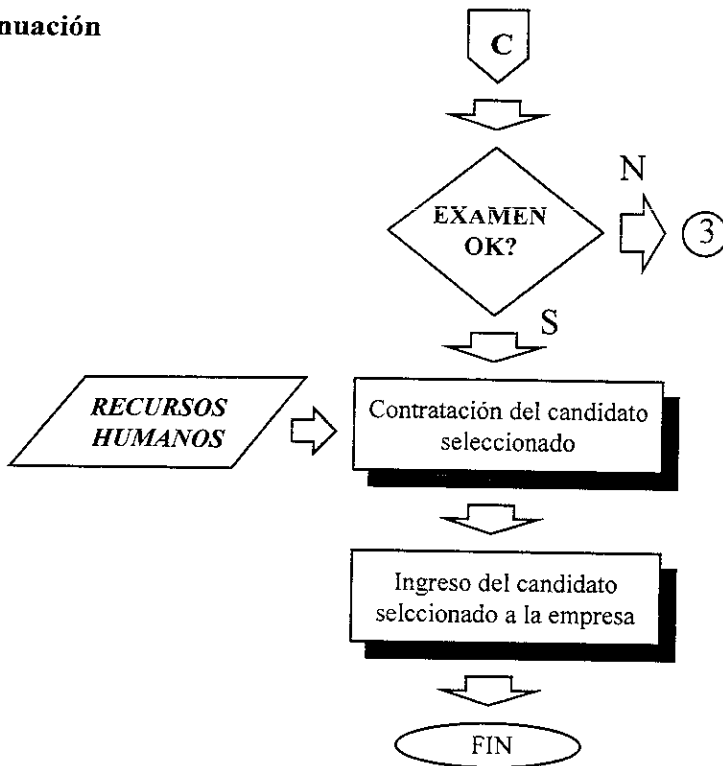 nuación
C
EXAMEN
OK?
N
3
S
RECURSOS
HUMANOS
Contratación del candidato
seleccionado
Ingreso del candidato
selccionado a la empresa
FIN